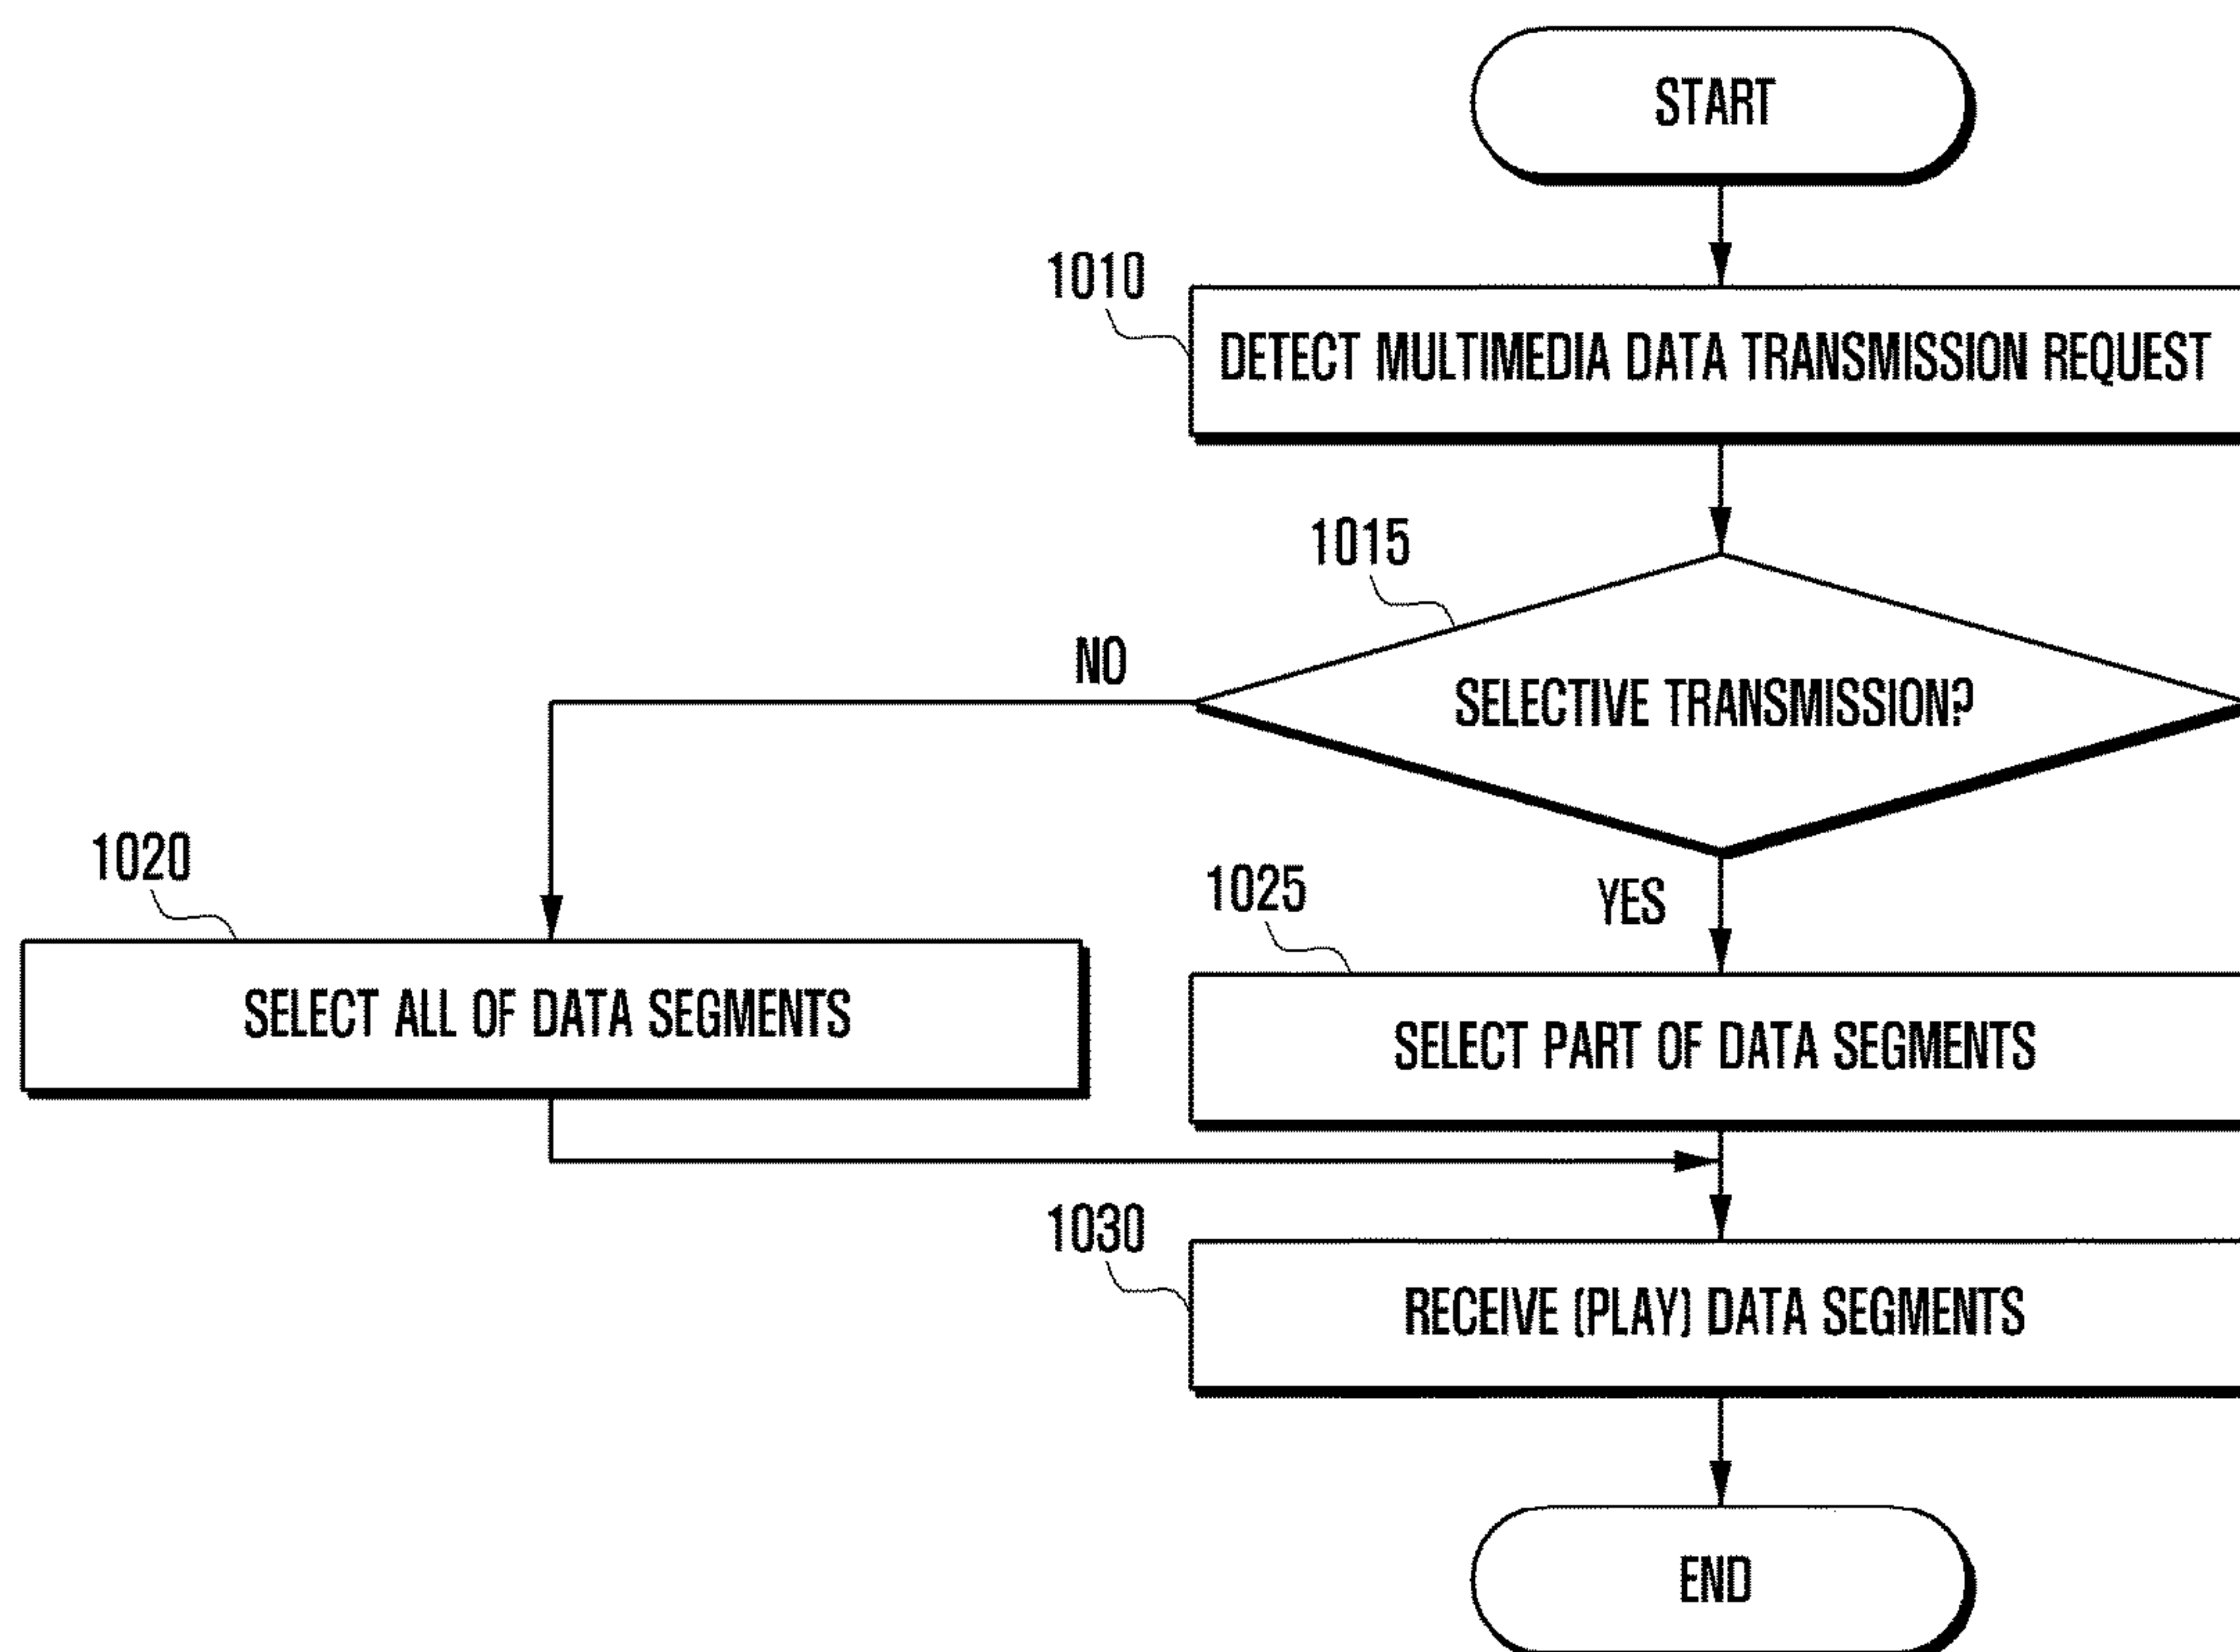 START
1010
DETECT MULTIMEDIA DATA TRANSMISSION REQUEST
1015
NO
SELECTIVE TRANSMISSION?
1020
1025
YES
SELECT ALL OF DATA SEGMENTS
SELECT PART OF DATA SEGMENTS
1030
RECEIVE (PLAY) DATA SEGMENTS
END